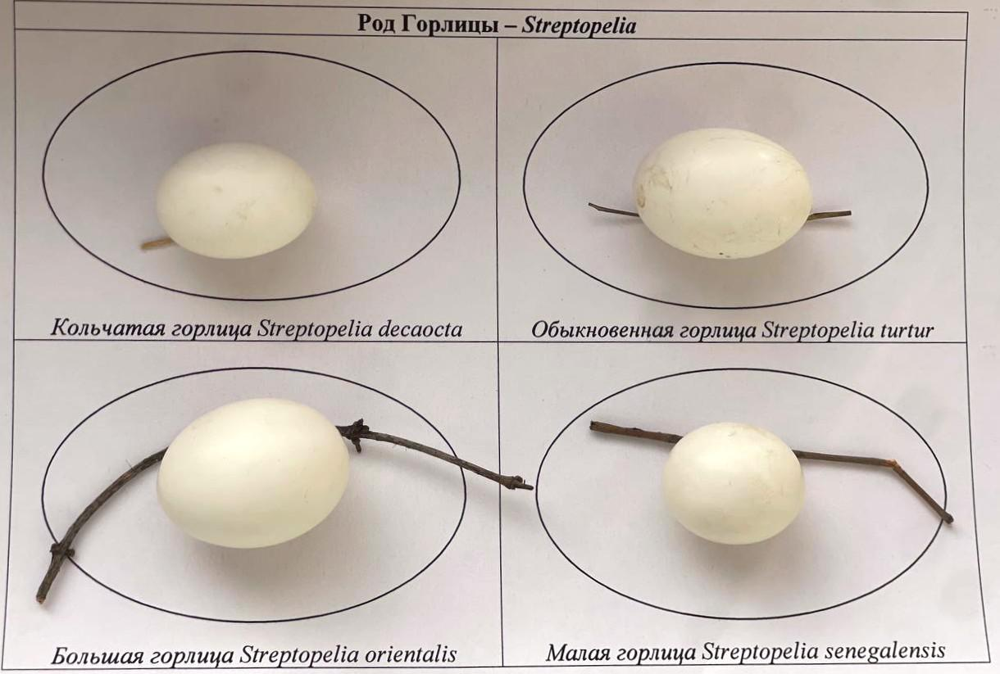 Род Горлицы – Streptopelia
Кольчатая горлица Streptopelia decaocta
Обыкновенная горлица Streptopelia turtur
Большая горлица Streptopelia orientalis
Малая горлица Streptopelia senegalensis